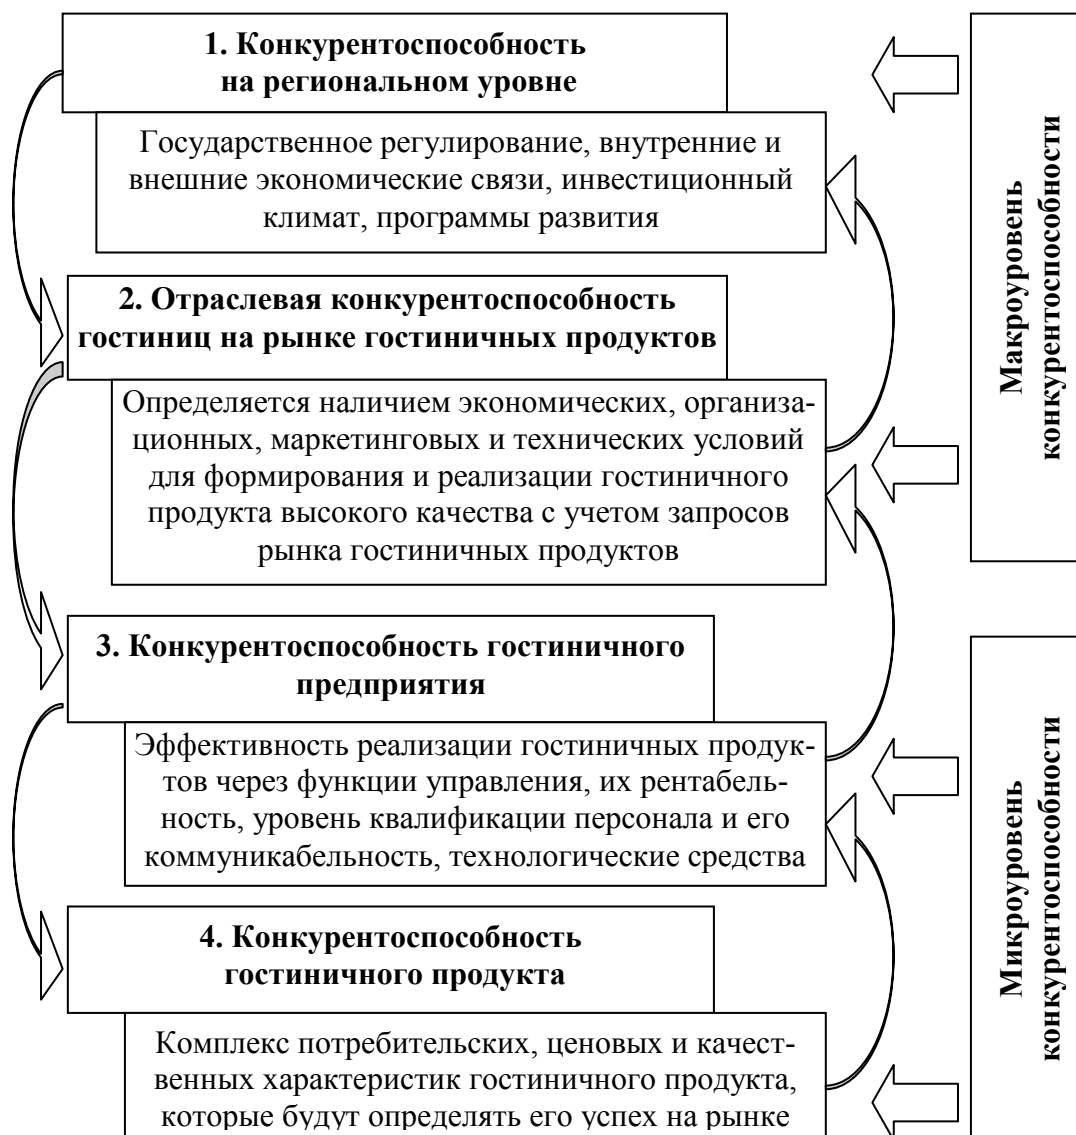 1. Конкурентоспособность
на региональном уровне
Государственное регулирование, внутренние и
внешние экономические связи, инвестиционный
климат, программы развития
2. Отраслевая конкурентоспособность
гостиниц на рынке гостиничных продуктов
Определяется наличием экономических, организа-
ционных, маркетинговых и технических условий
для формирования и реализации гостиничного
продукта высокого качества с учетом запросов
рынка гостиничных продуктов
3. Конкурентоспособность гостиничного
предприятия
Эффективность реализации гостиничных продук-
тов через функции управления, их рентабель-
ность, уровень квалификации персонала и его
коммуникабельность, технологические средства
4. Конкурентоспособность
гостиничного продукта
Комплекс потребительских, ценовых и качест-
венных характеристик гостиничного продукта,
которые будут определять его успех на рынке
Макроуровень
конкурентоспособности
Микроуровень
конкурентоспособности